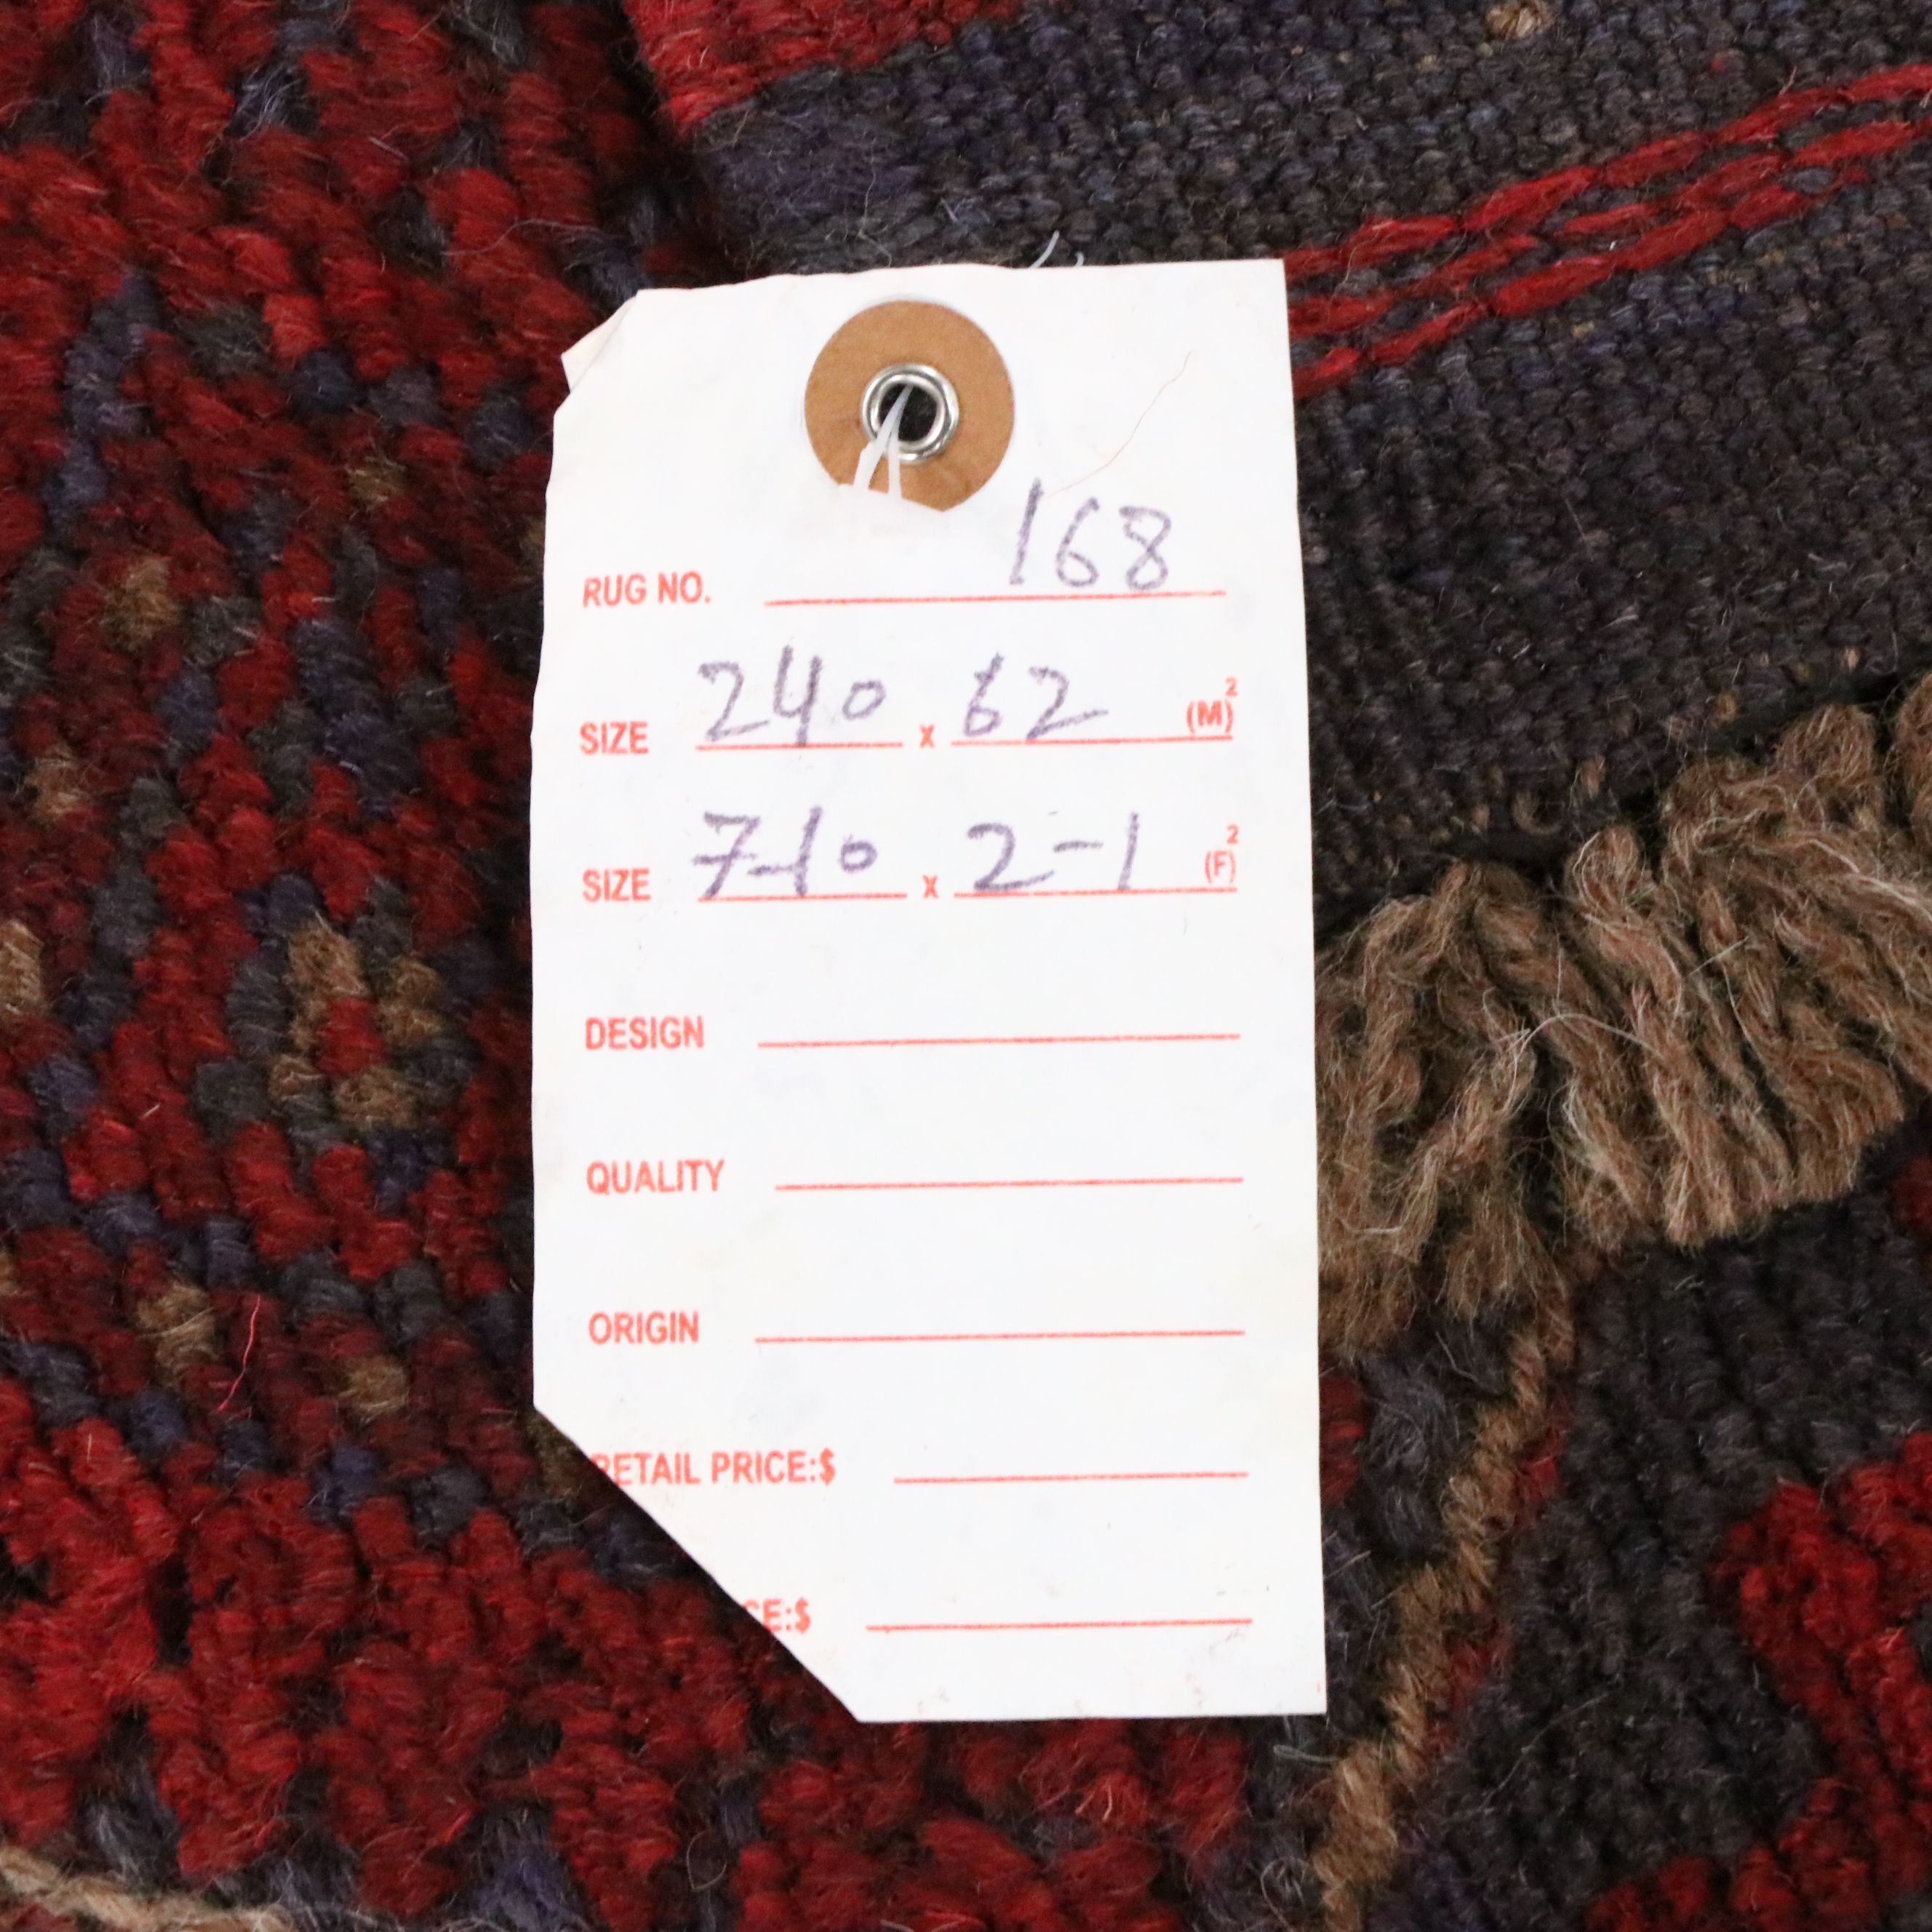 RUG NO. 168
SIZE 240 x 62 (M)²
SIZE 7-10 x 2-1 (F)²
DESIGN
QUALITY
ORIGIN
RETAIL PRICE:$
CE:$